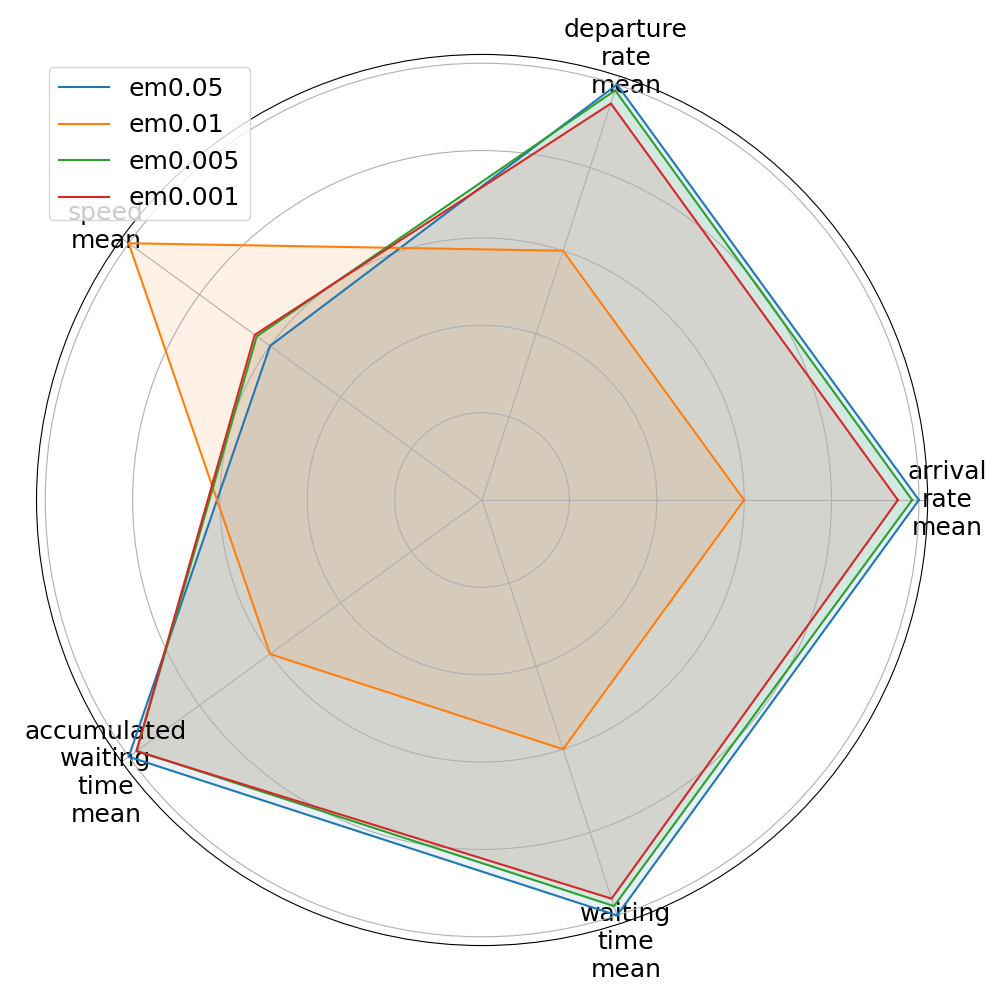 departure
rate
mean
em0.05
em0.01
em0.005
em0.001
speed
mean
arrival
rate
mean
accumulated
waiting
time
mean
waiting
time
mean